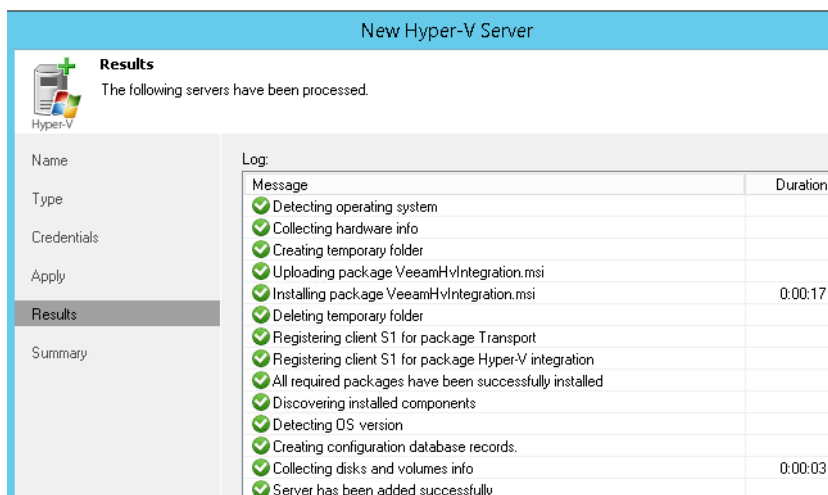 New Hyper-V Server
Results
The following servers have been processed.
Hyper-V
Name
Type
Credentials
Apply
Results
Summary
Log:
Message Duration
Detecting operating system
Collecting hardware info
Creating temporary folder
Uploading package VeeamHvIntegration.msi
Installing package VeeamHvIntegration.msi 0:00:17
Deleting temporary folder
Registering client S1 for package Transport
Registering client S1 for package Hyper-V integration
All required packages have been successfully installed
Discovering installed components
Detecting OS version
Creating configuration database records.
Collecting disks and volumes info 0:00:03
Server has been added successfully